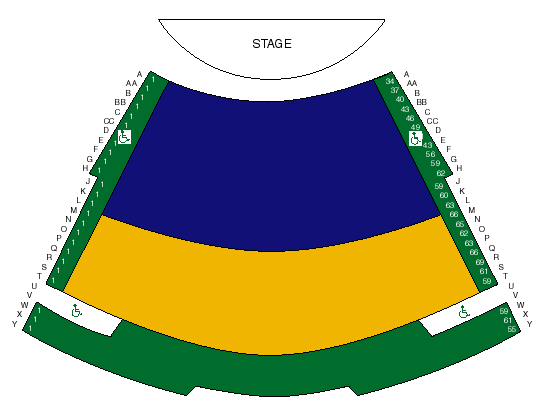 STAGE
A 1 34 A
AA 1 37 AA
B 1 40 B
BB 1 43 BB
C 1 46 C
CC 1 49 CC
D D
E 1 43 E
F 1 56 F
G 1 59 G
H 1 62 H
J 1 59 J
K 1 60 K
L 1 63 L
M 1 66 M
N 1 65 N
O 1 62 O
P 1 63 P
Q 1 66 Q
R 1 69 R
S 1 61 S
T 1 59 T
U U
V V
W 1 59 W
X 1 61 X
Y 1 55 Y